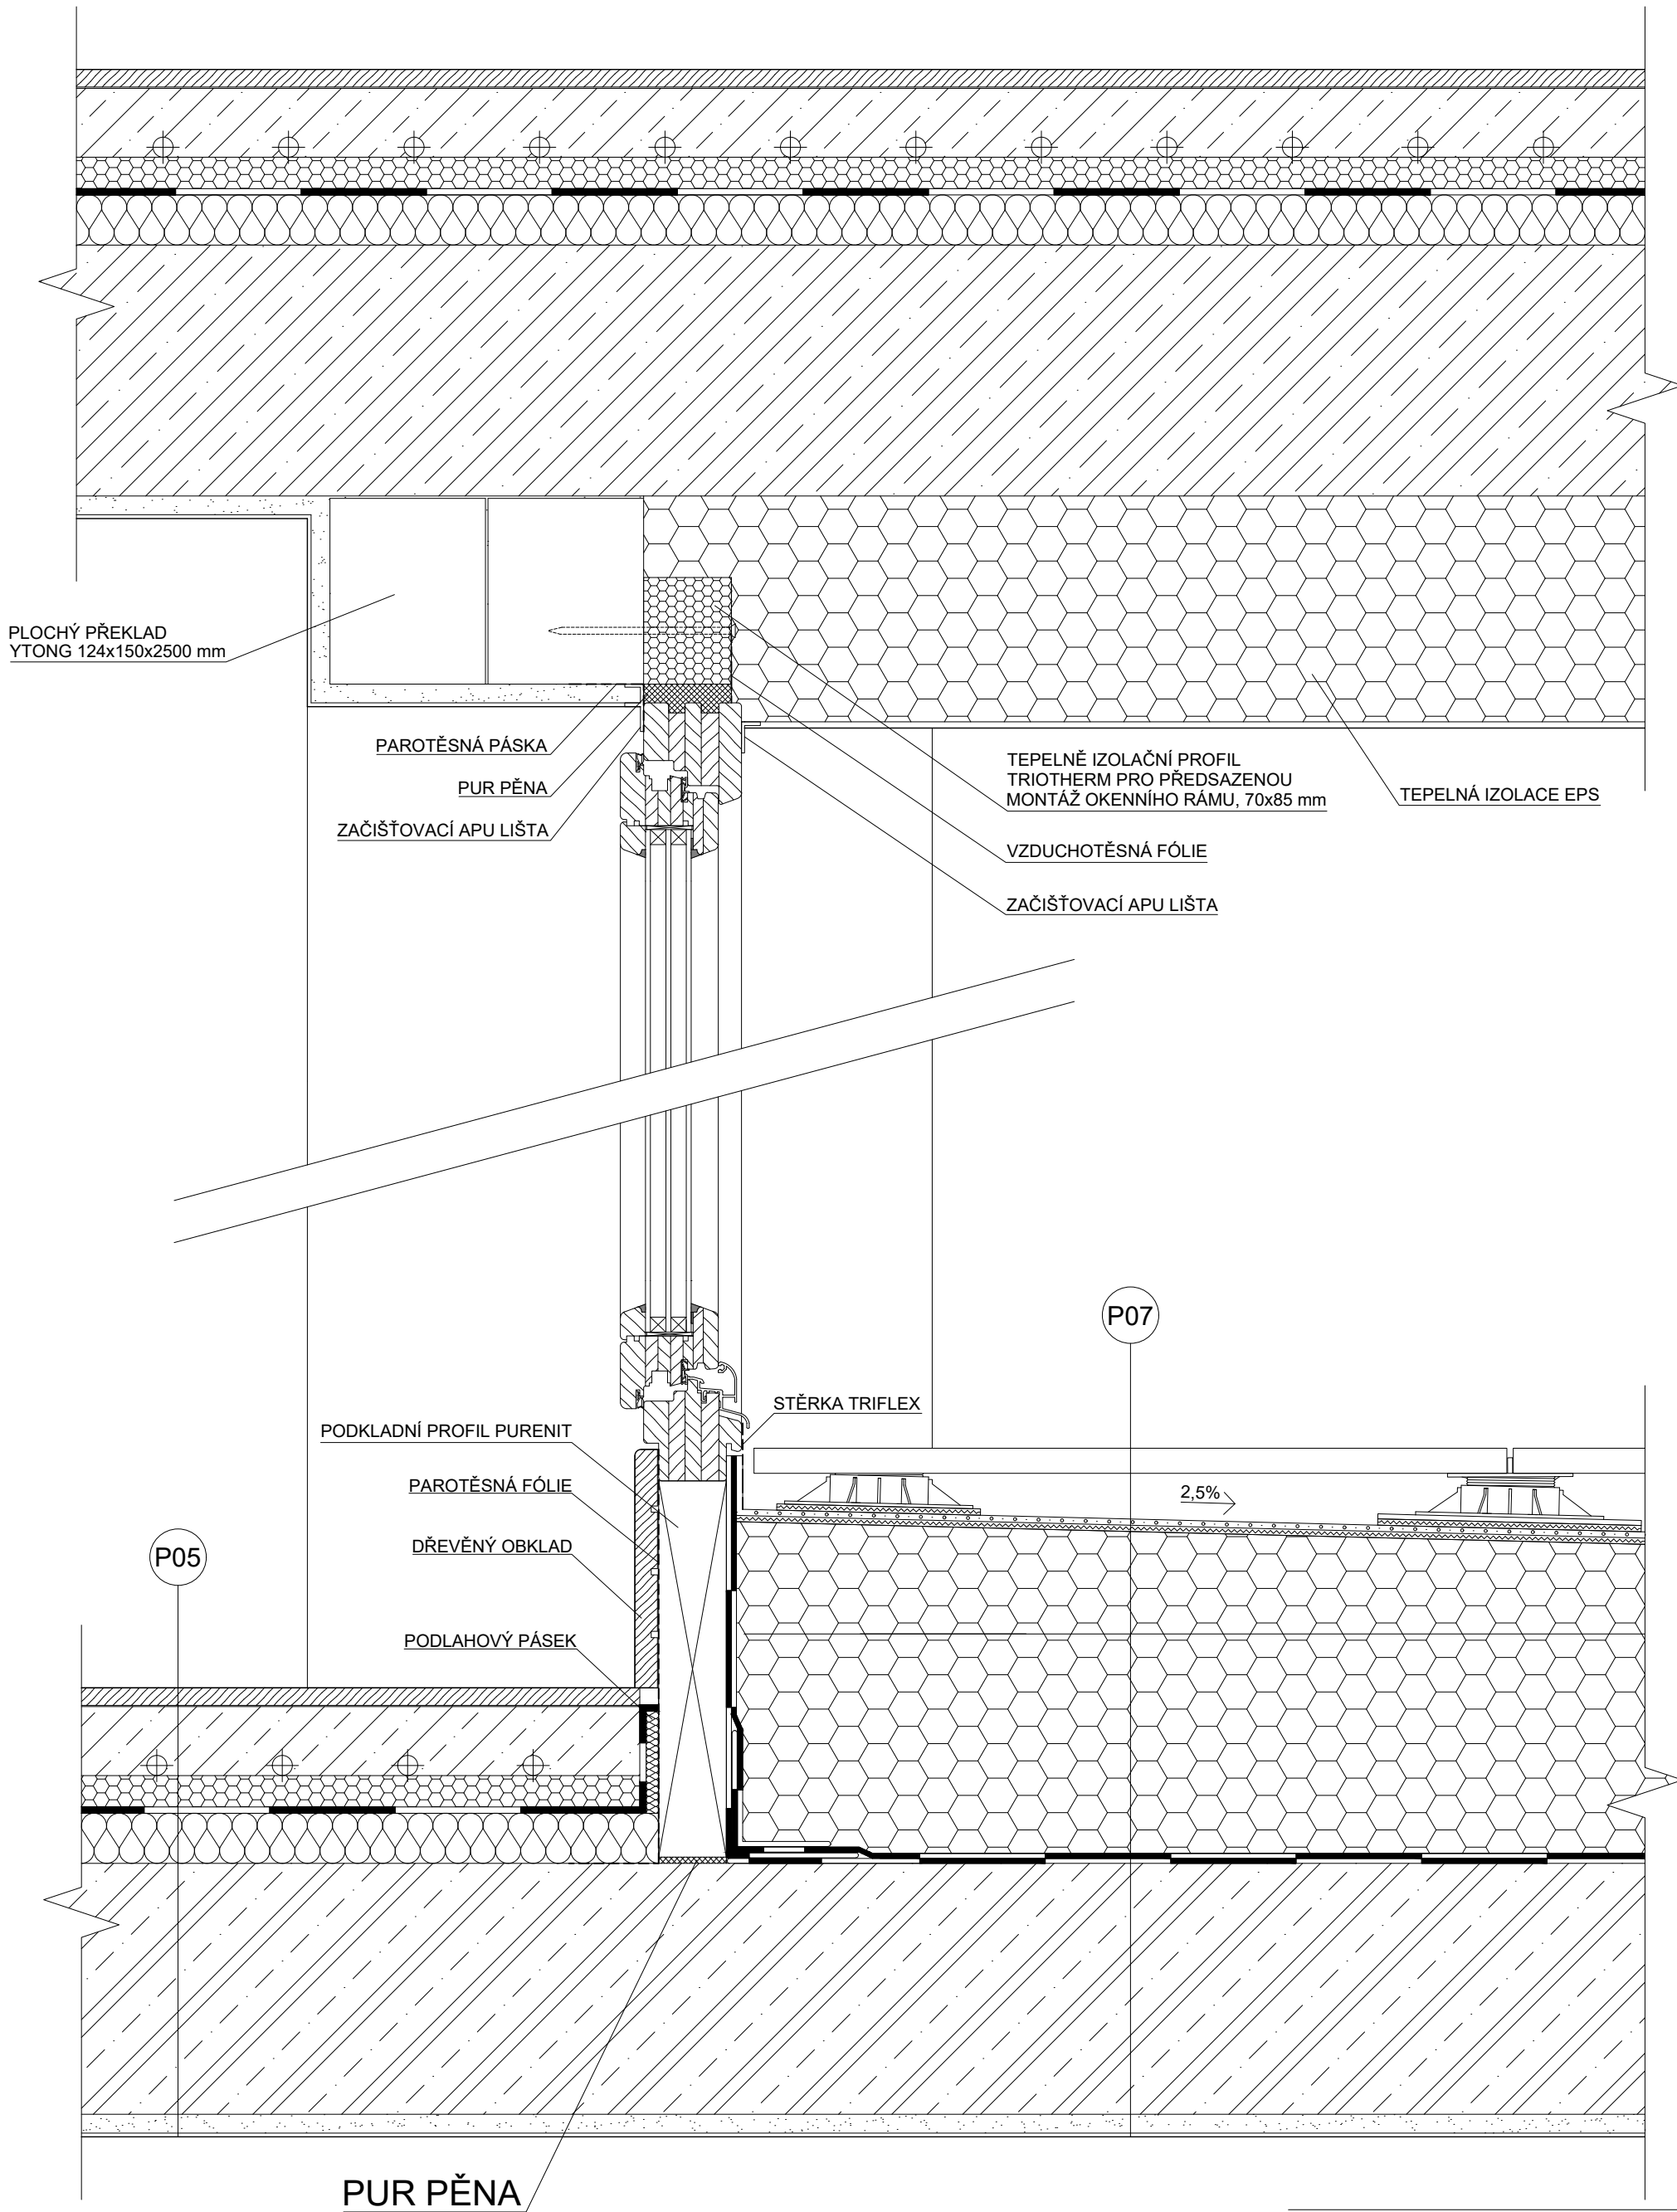 PLOCHÝ PŘEKLAD
YTONG 124x150x2500 mm
PAROTĚSNÁ PÁSKA
PUR PĚNA
ZAČIŠŤOVACÍ APU LIŠTA
TEPELNĚ IZOLAČNÍ PROFIL
TRIOTHERM PRO PŘEDSAZENOU
MONTÁŽ OKENNÍHO RÁMU, 70x85 mm
TEPELNÁ IZOLACE EPS
VZDUCHOTĚSNÁ FÓLIE
ZAČIŠŤOVACÍ APU LIŠTA
P07
STĚRKA TRIFLEX
PODKLADNÍ PROFIL PURENIT
PAROTĚSNÁ FÓLIE
2,5%
DŘEVĚNÝ OBKLAD
P05
PODLAHOVÝ PÁSEK
PUR PĚNA